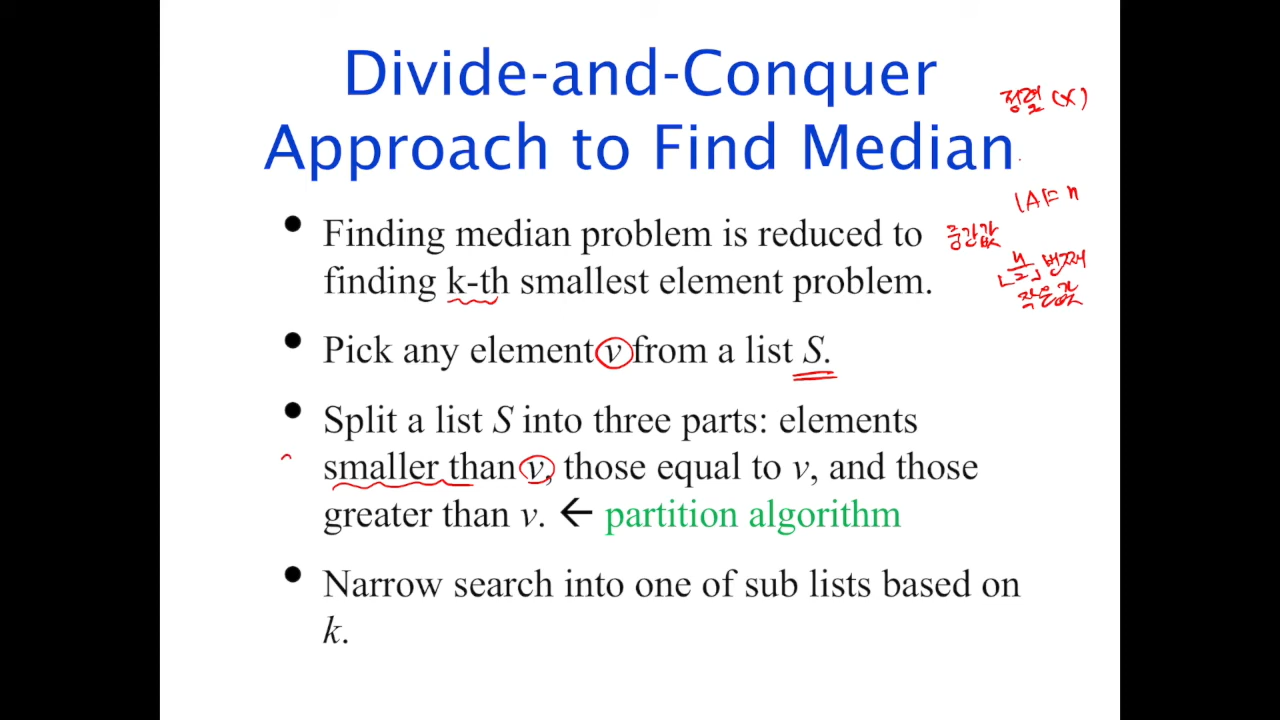 Divide-and-Conquer
Approach to Find Median
정렬 (X)
|A|= n
• Finding median problem is reduced to
finding k-th smallest element problem.
중간값
⌊n/2⌋ 번째
작은 값
• Pick any element v from a list S.
• Split a list S into three parts: elements
smaller than v, those equal to v, and those
greater than v. ← partition algorithm
• Narrow search into one of sub lists based on
k.